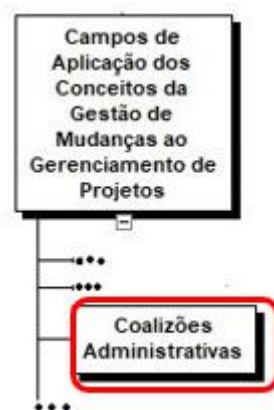 Campos de
Aplicação dos
Conceitos da
Gestão de
Mudanças ao
Gerenciamento de
Projetos
Coalizões
Administrativas